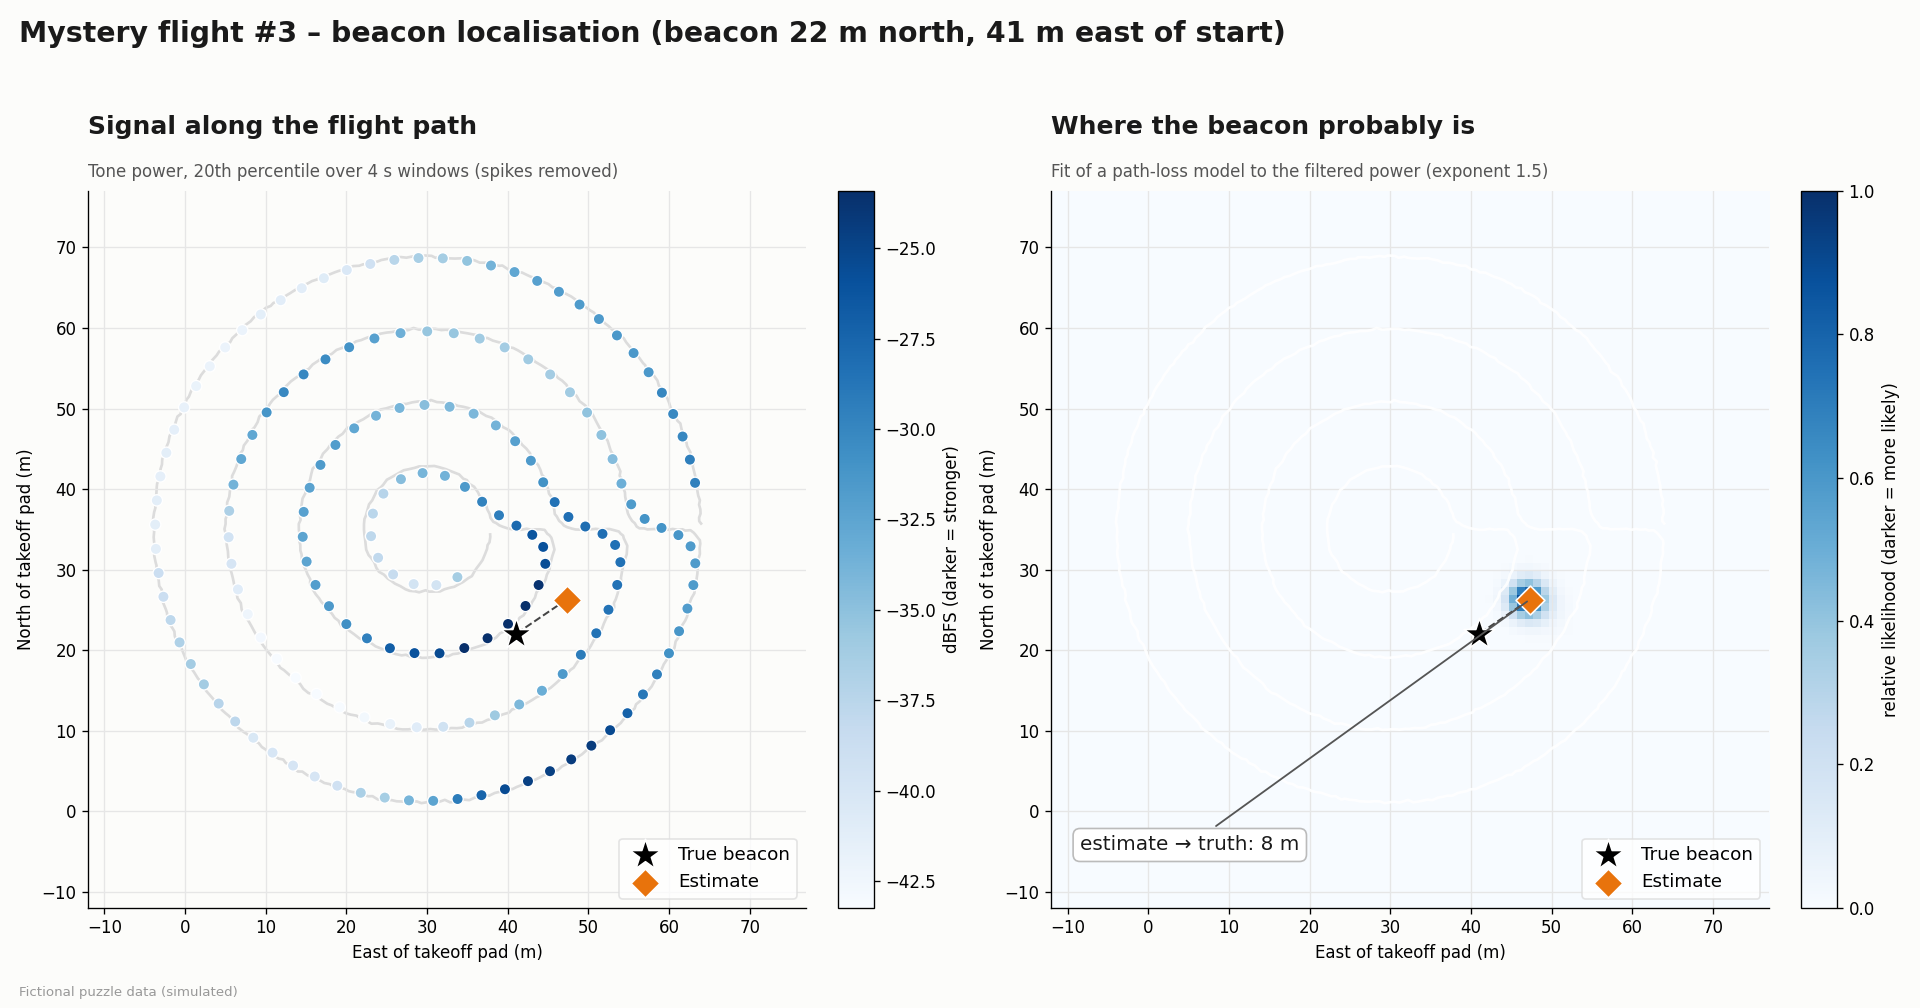 Mystery flight #3 – beacon localisation (beacon 22 m north, 41 m east of start)
Signal along the flight path
Tone power, 20th percentile over 4 s windows (spikes removed)
North of takeoff pad (m)
70
60
50
40
30
20
10
0
−10
−10
0
10
20
30
40
50
60
70
East of takeoff pad (m)
True beacon
Estimate
−25.0
−27.5
−30.0
−32.5
−35.0
−37.5
−40.0
−42.5
dBFS (darker = stronger)
Where the beacon probably is
Fit of a path-loss model to the filtered power (exponent 1.5)
North of takeoff pad (m)
70
60
50
40
30
20
10
0
−10
−10
0
10
20
30
40
50
60
70
East of takeoff pad (m)
estimate → truth: 8 m
True beacon
Estimate
1.0
0.8
0.6
0.4
0.2
0.0
relative likelihood (darker = more likely)
Fictional puzzle data (simulated)